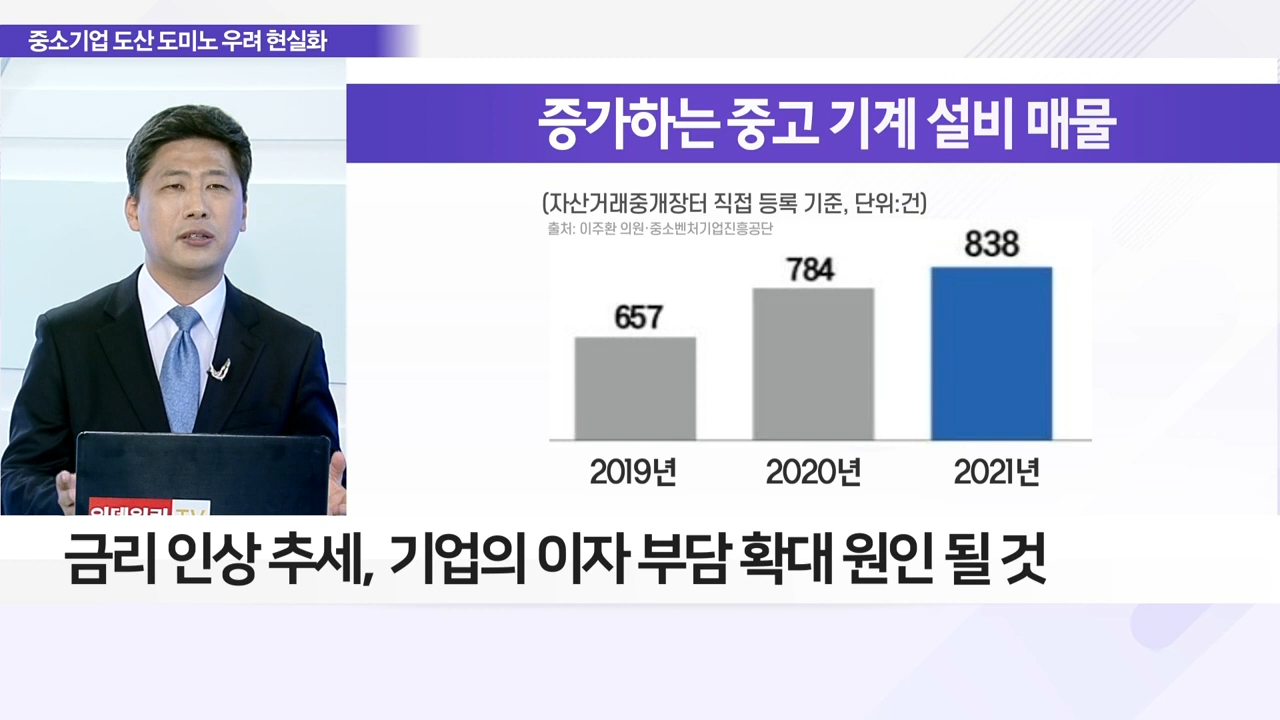 중소기업 도산 도미노 우려 현실화
증가하는 중고 기계 설비 매물
(자산거래중개장터 직접 등록 기준, 단위:건)
출처: 이주환 의원·중소벤처기업진흥공단
657
784
838
2019년
2020년
2021년
TV
금리 인상 추세, 기업의 이자 부담 확대 원인 될 것